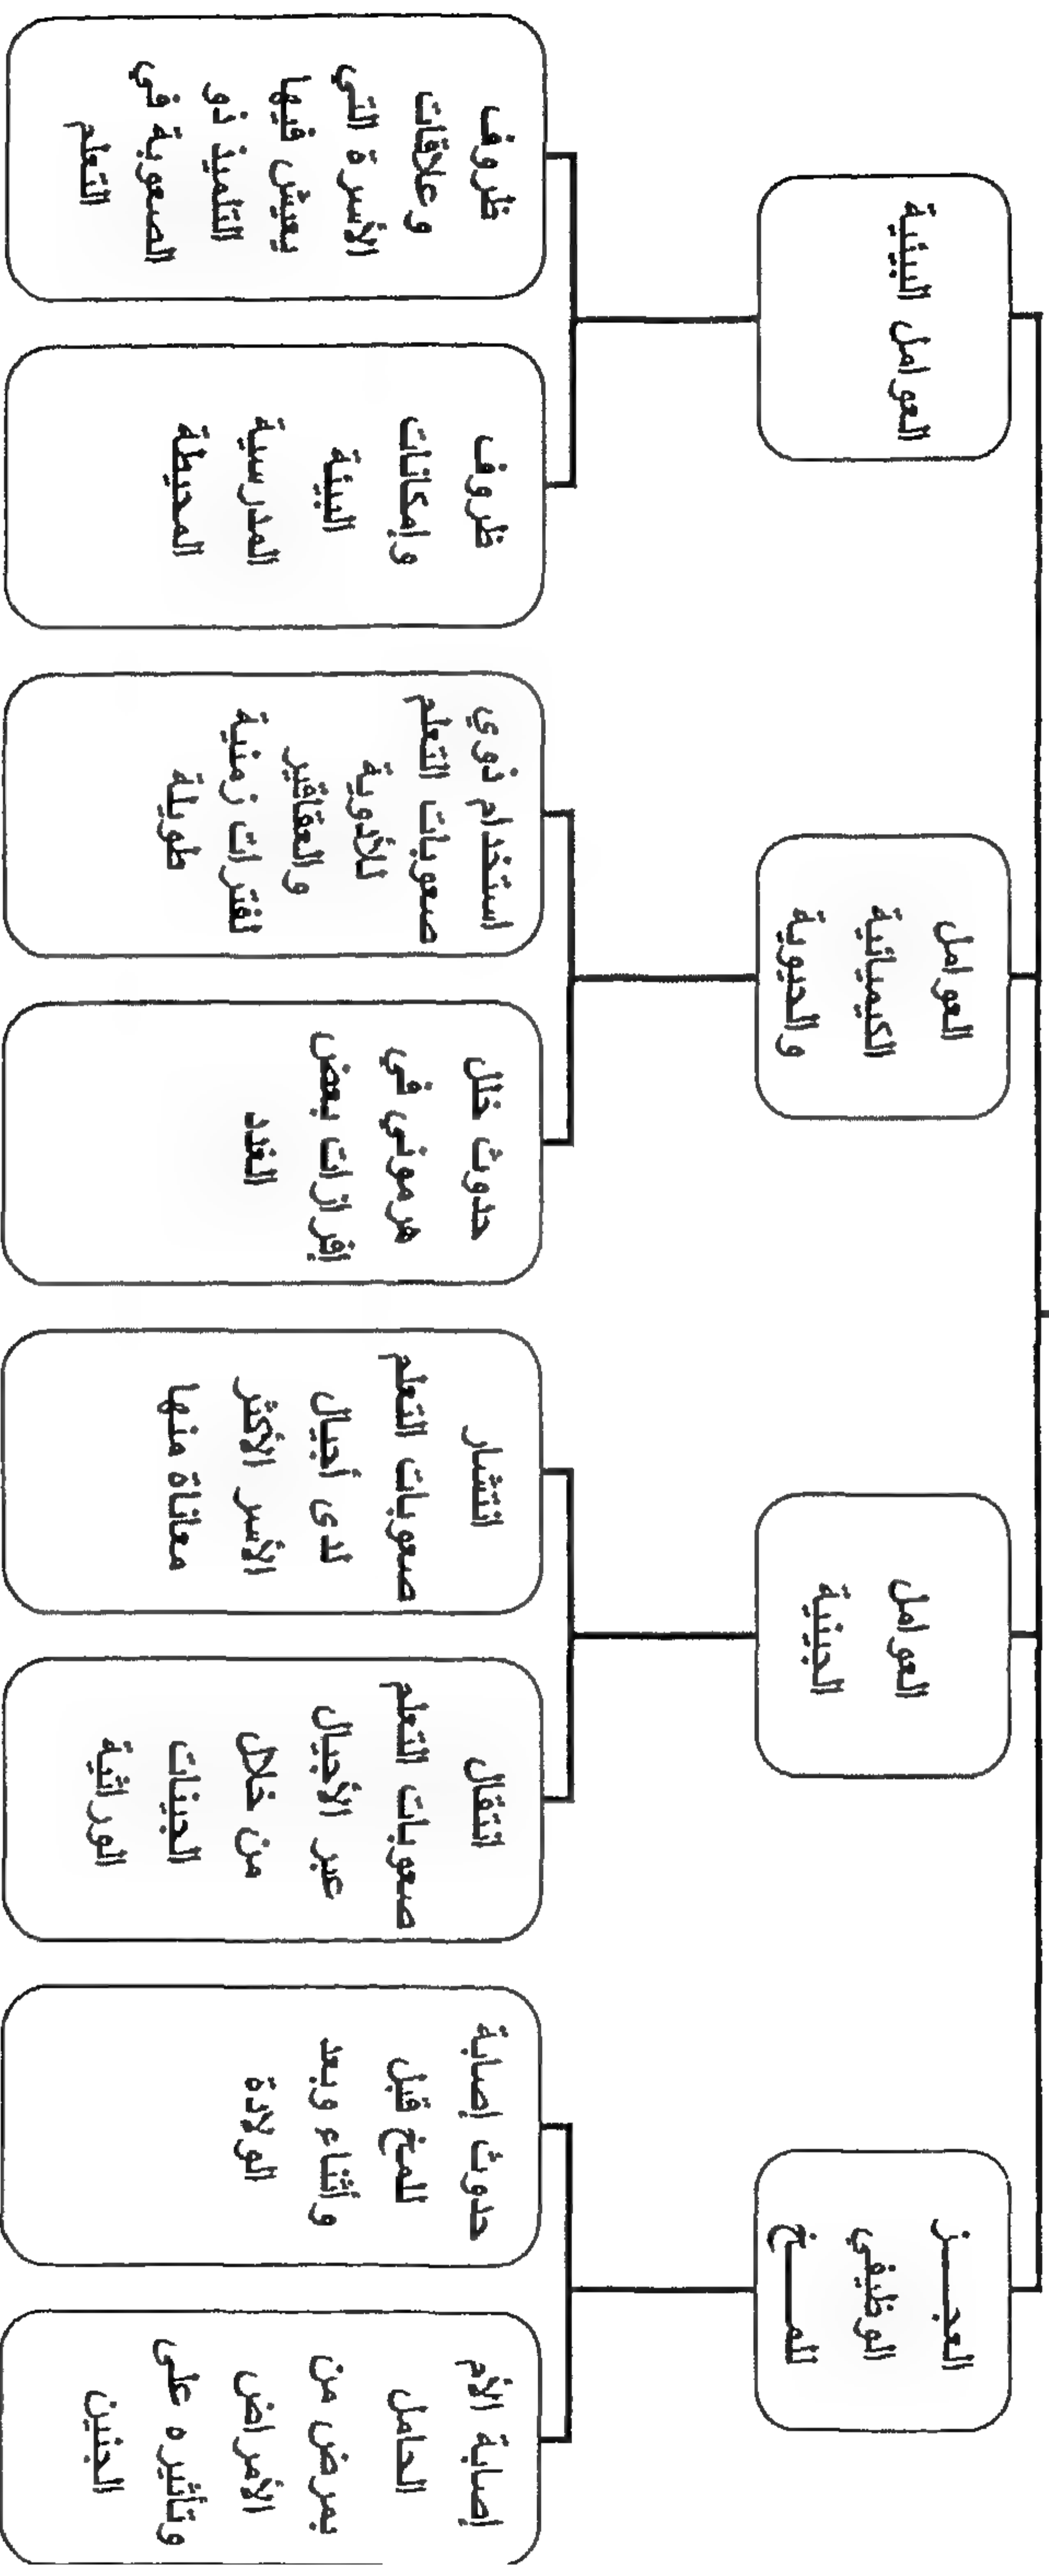 العجـــز
الوظيفي
للمـــــخ
العوامل
الجينية
العوامل
الكيميائية
والحيوية
العوامل البيئية
إصابة الأم
الحامل
بمرض من
الأمراض
وتأثيره على
الجنين
حدوث إصابة
للمخ قبل
وأثناء وبعد
الولادة
انتقال
صعوبات التعلم
عبر الأجيال
من خلال
الجينات
الوراثية
انتشار
صعوبات التعلم
لدى أجيال
الأسر الأكثر
معاناة منها
حدوث خلل
هرموني في
إفرازات بعض
الغدد
استخدام ذوي
صعوبات التعلم
للأدوية
والعقاقير
لفترات زمنية
طويلة
ظروف
وإمكانات
البيئة
المدرسية
المحيطة
ظروف
وعلاقات
الأسرة التي
يعيش فيها
التلميذ ذو
الصعوبة في
التعلم